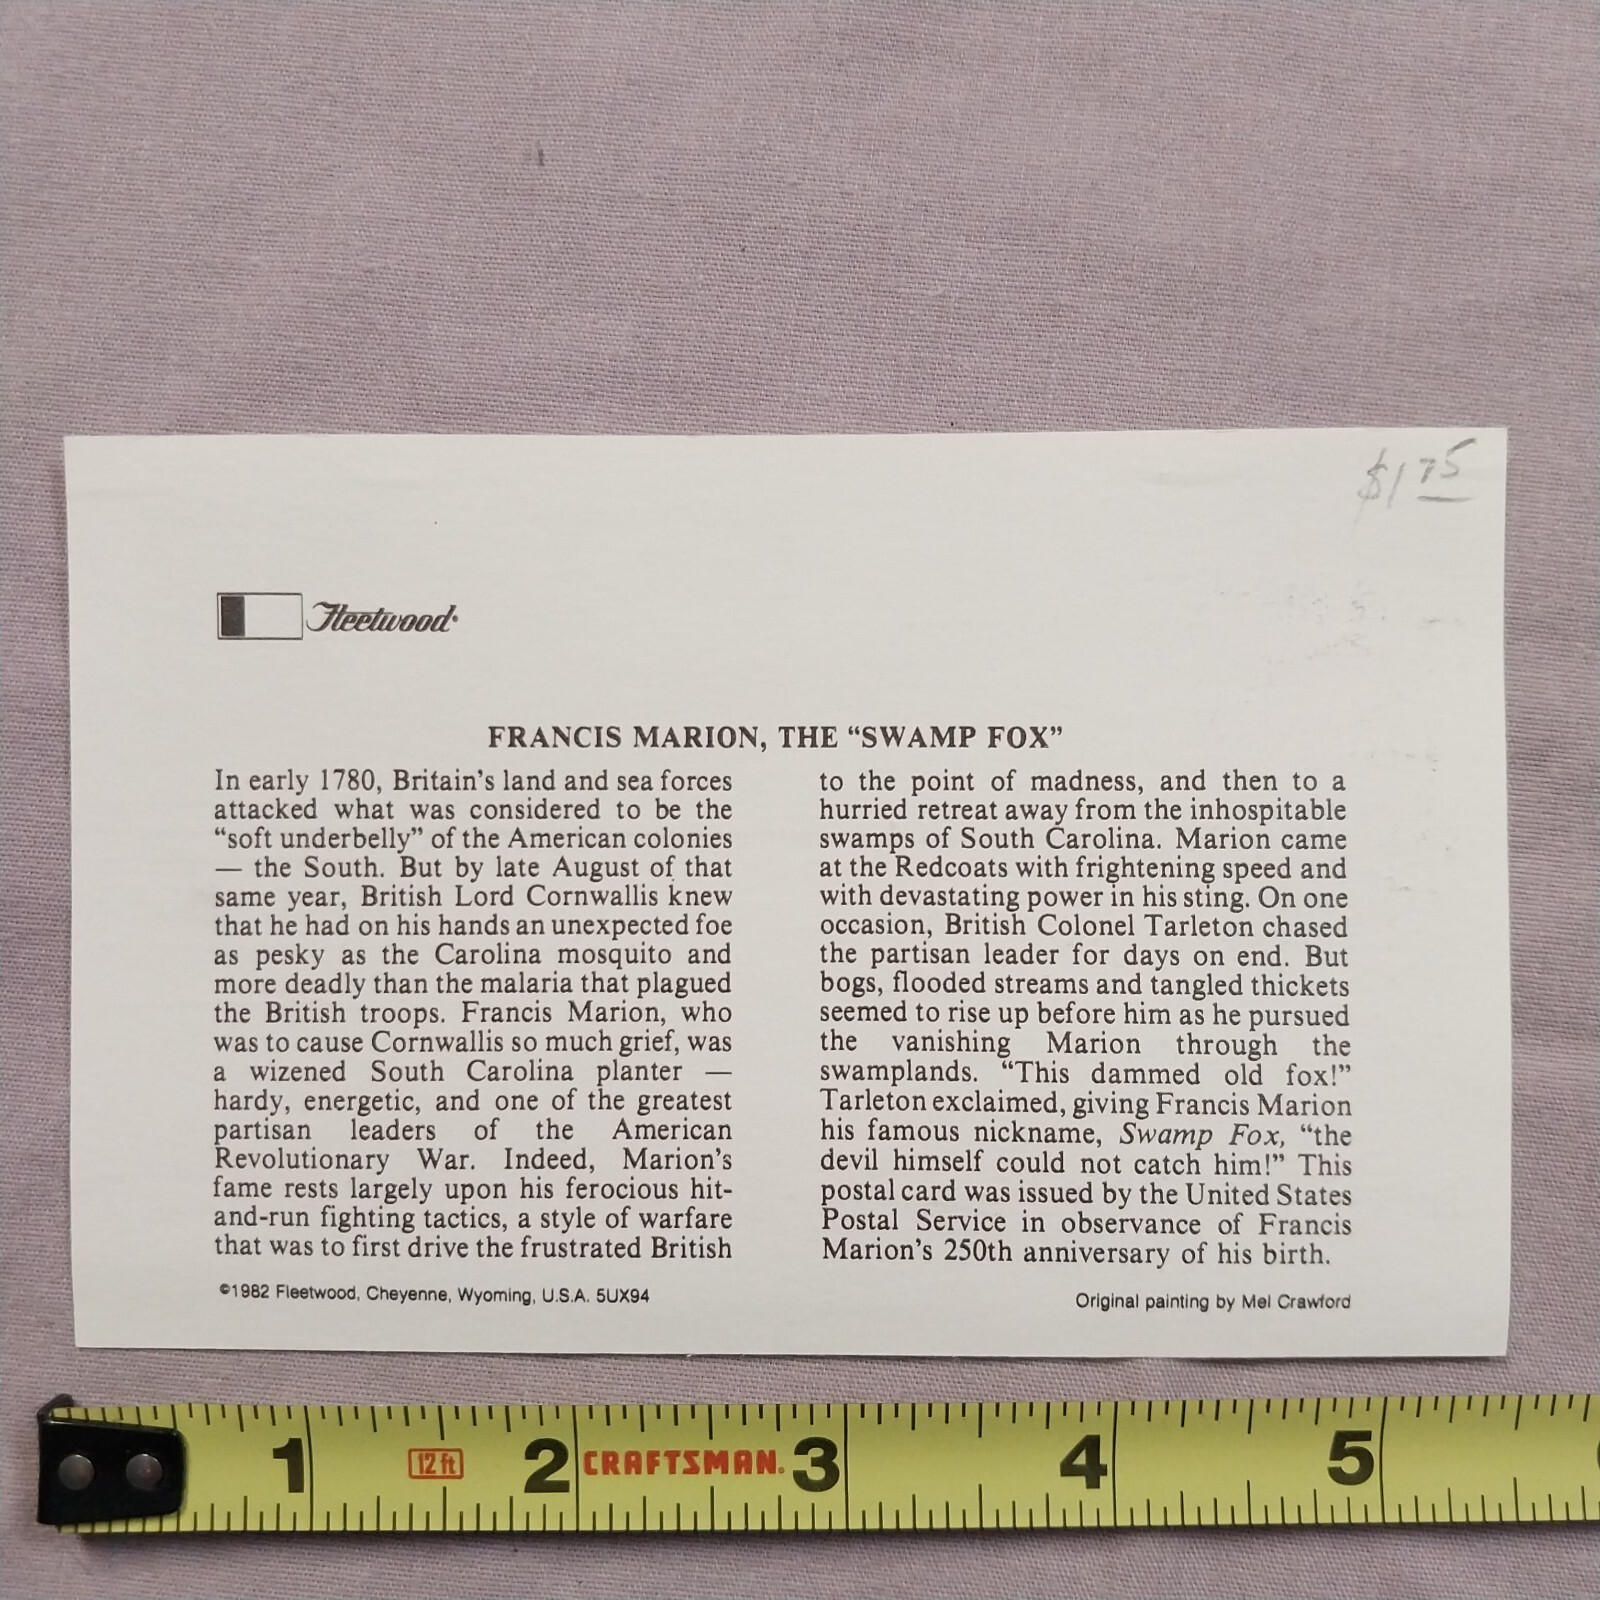 $1 75
Fleetwood
FRANCIS MARION, THE “SWAMP FOX”
In early 1780, Britain’s land and sea forces
attacked what was considered to be the
“soft underbelly” of the American colonies
— the South. But by late August of that
same year, British Lord Cornwallis knew
that he had on his hands an unexpected foe
as pesky as the Carolina mosquito and
more deadly than the malaria that plagued
the British troops. Francis Marion, who
was to cause Cornwallis so much grief, was
a wizened South Carolina planter —
hardy, energetic, and one of the greatest
partisan leaders of the American
Revolutionary War. Indeed, Marion’s
fame rests largely upon his ferocious hit-
and-run fighting tactics, a style of warfare
that was to first drive the frustrated British
to the point of madness, and then to a
hurried retreat away from the inhospitable
swamps of South Carolina. Marion came
at the Redcoats with frightening speed and
with devastating power in his sting. On one
occasion, British Colonel Tarleton chased
the partisan leader for days on end. But
bogs, flooded streams and tangled thickets
seemed to rise up before him as he pursued
the vanishing Marion through the
swamplands. “This dammed old fox!”
Tarleton exclaimed, giving Francis Marion
his famous nickname, Swamp Fox, “the
devil himself could not catch him!” This
postal card was issued by the United States
Postal Service in observance of Francis
Marion’s 250th anniversary of his birth.
©1982 Fleetwood, Cheyenne, Wyoming, U.S.A. 5UX94
Original painting by Mel Crawford
1 12 ft 2 CRAFTSMAN. 3 4 5